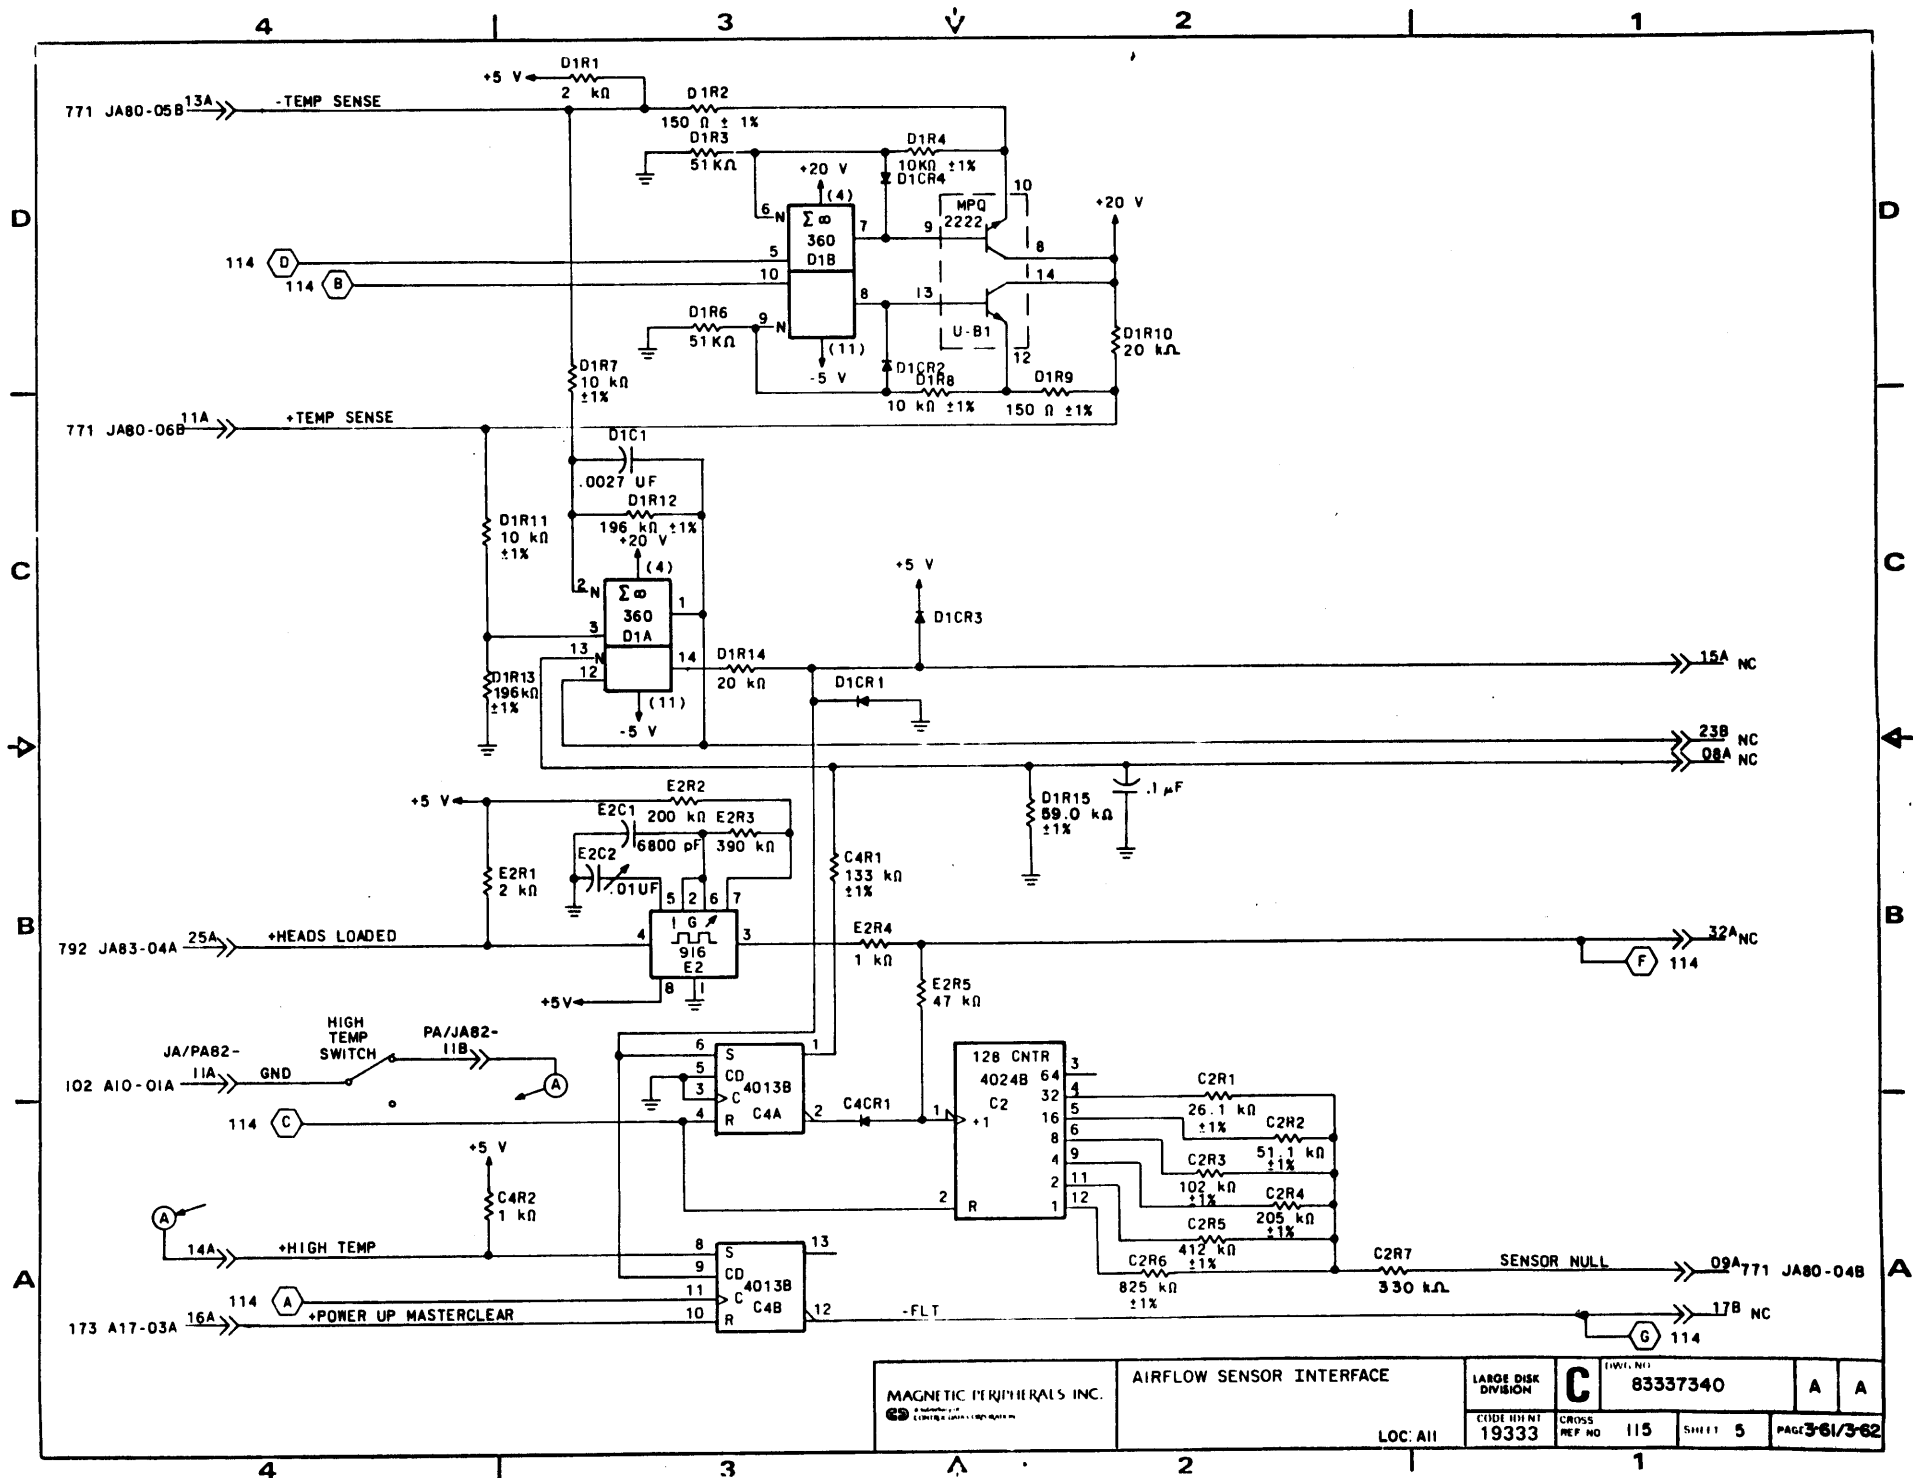 4 3 2 1
D1R1
+5 V
2 kΩ
771 JA80-05B 13A -TEMP SENSE
D1R2
150 Ω ± 1%
D1R3
51KΩ
D1R4
10KΩ ±1%
+20 V
(4)
D1CR4
10
MPQ
2222
+20 V
D
D
6 N
Σ∞
360
D1B
7
9
8
5
114 D
10
114 B
14
8
13
D1R6
51KΩ
9 N
U-B1
(11)
12
-5 V
D1R10
20 kΩ
D1R7
10 kΩ
±1%
D1CR2
D1R8
10 kΩ ±1%
D1R9
150 Ω ±1%
771 JA80-06B 11A +TEMP SENSE
D1C1
.0027 UF
D1R12
196 kΩ ±1%
D1R11
10 kΩ
±1%
+20 V
(4)
C
C
+5 V
2 N
Σ∞
360
D1A
1
D1CR3
3
13 N
14
D1R14
20 kΩ
15A NC
12
D1R13
196kΩ
±1%
D1CR1
(11)
-5 V
23B NC
08A NC
+5 V
E2R2
200 kΩ
E2C1
6800 pF
E2R3
390 kΩ
D1R15
59.0 kΩ
±1%
.1 µF
E2R1
2 kΩ
E2C2
.01UF
C4R1
133 kΩ
±1%
5 2 6 7
B
B
1 G
916
E2
792 JA83-04A 25A +HEADS LOADED
4
3
E2R4
1 kΩ
32A NC
F 114
8
1
+5V
E2R5
47 kΩ
HIGH
TEMP
SWITCH
PA/JA82-
11B
JA/PA82-
102 A10-01A 11A GND
A
6 S
1
5 CD
3 C
4013B
C4A
4 R
2
C4CR1
114 C
128 CNTR
4024B
C2
1
+1
2
R
64 3
32 4
16 5
8 6
4 9
2 11
1 12
C2R1
26.1 kΩ
±1%
C2R2
51.1 kΩ
±1%
C2R3
102 kΩ
±1%
C2R4
205 kΩ
±1%
C2R5
412 kΩ
±1%
C2R6
825 kΩ
±1%
C2R7
330 kΩ
SENSOR NULL
09A 771 JA80-04B
+5 V
C4R2
1 kΩ
A
14A +HIGH TEMP
8 S
13
9 CD
4013B
C4B
11 C
10 R
12
A
A
114 A
173 A17-03A 16A +POWER UP MASTERCLEAR
-FLT
17B NC
G 114
MAGNETIC PERIPHERALS INC.
AIRFLOW SENSOR INTERFACE
LOC: A11
LARGE DISK
DIVISION
C
DWG NO
83337340
A
A
CODE IDENT
19333
CROSS
REF NO
115
SHEET 5
PAGE 3-61/3-62
4 3 2 1